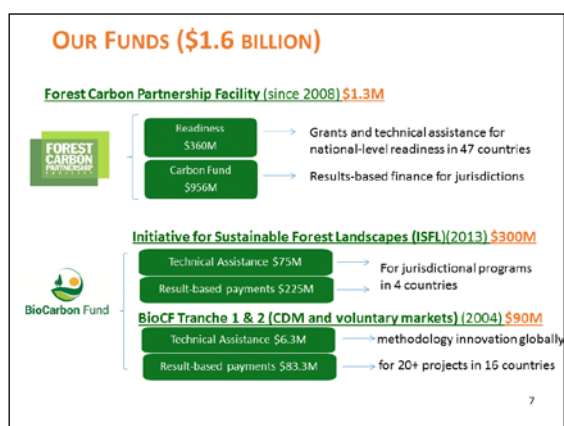 OUR FUNDS ($1.6 BILLION)
Forest Carbon Partnership Facility (since 2008) $1.3M
FOREST
CARBON
PARTNERSHIP
FACILITY
Readiness
$360M
Grants and technical assistance for
national-level readiness in 47 countries
Carbon Fund
$956M
Results-based finance for jurisdictions
Initiative for Sustainable Forest Landscapes (ISFL)(2013) $300M
BioCarbon Fund
Technical Assistance $75M
Result-based payments $225M
For jurisdictional programs
in 4 countries
BioCF Tranche 1 & 2 (CDM and voluntary markets) (2004) $90M
Technical Assistance $6.3M
methodology innovation globally
Result-based payments $83.3M
for 20+ projects in 16 countries
7